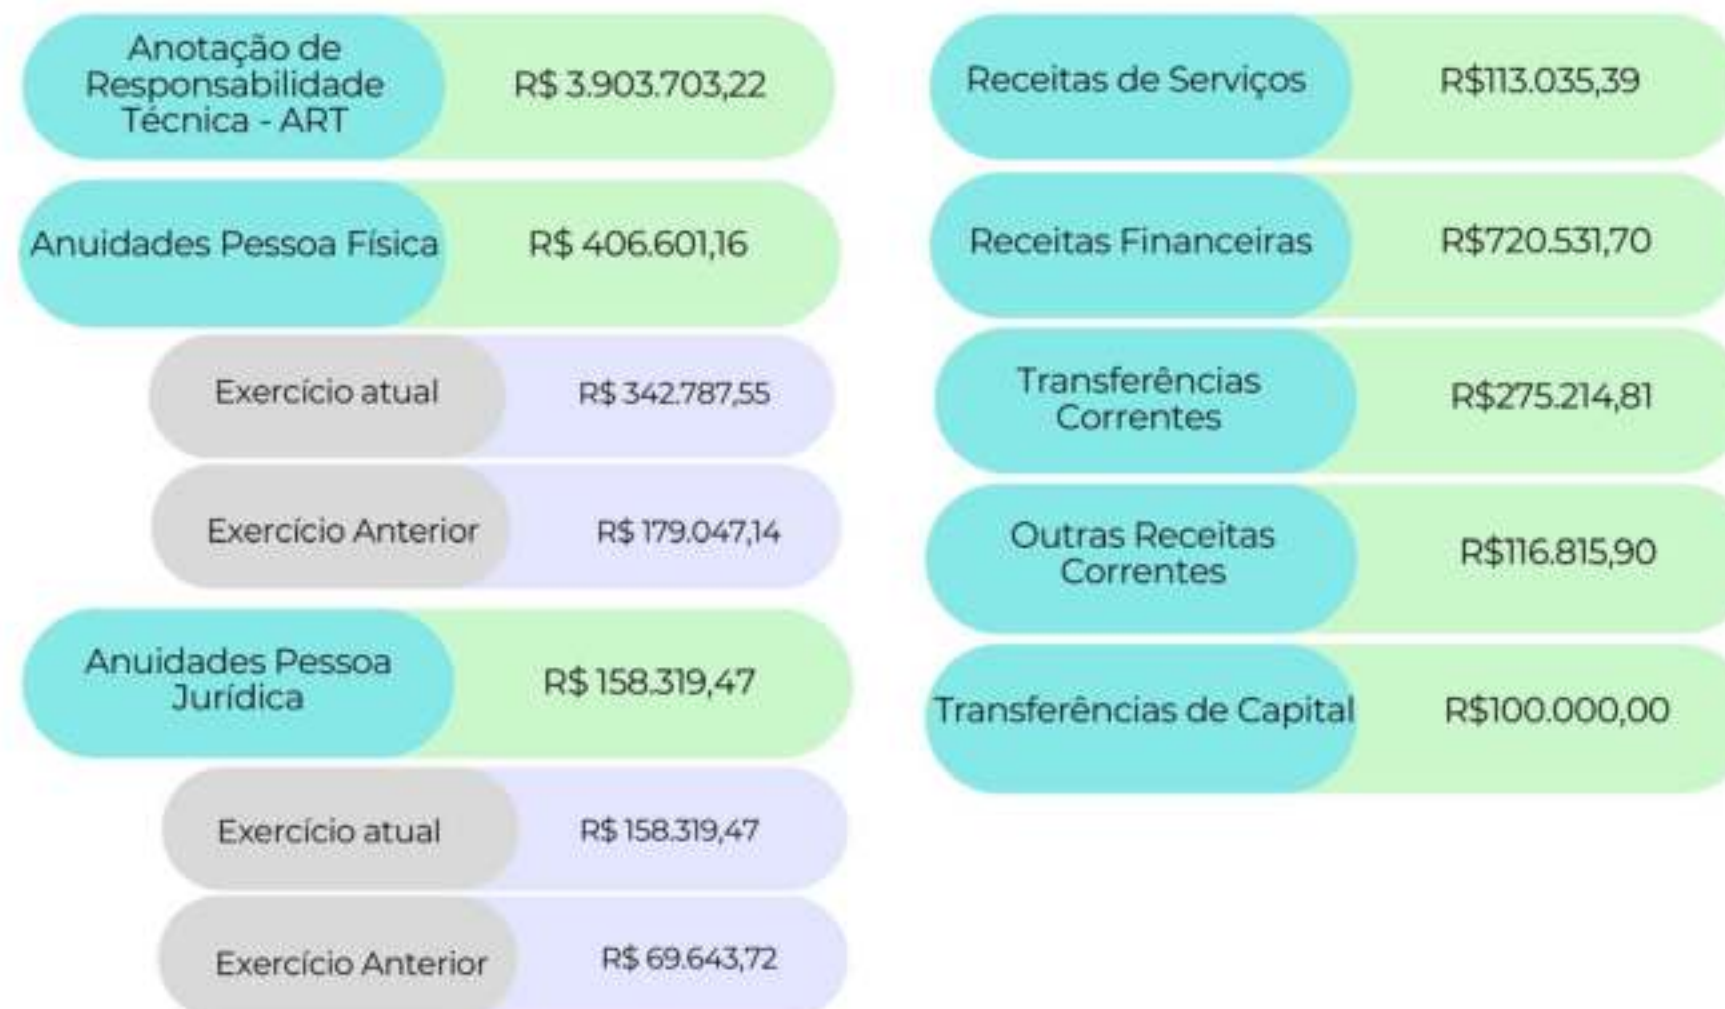 Anotação de
Responsabilidade
Técnica - ART
R$ 3.903.703,22
Anuidades Pessoa Física
R$ 406.601,16
Exercício atual
R$ 342.787,55
Exercício Anterior
R$ 179.047,14
Anuidades Pessoa
Jurídica
R$ 158.319,47
Exercício atual
R$ 158.319,47
Exercício Anterior
R$ 69.643,72
Receitas de Serviços
R$113.035,39
Receitas Financeiras
R$720.531,70
Transferências
Correntes
R$275.214,81
Outras Receitas
Correntes
R$116.815,90
Transferências de Capital
R$100.000,00